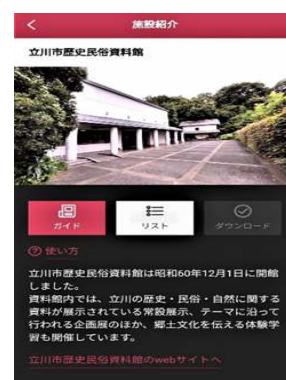 施設紹介
立川市歴史民俗資料館
ガイド
リスト
ダウンロード
使い方
立川市歴史民俗資料館は昭和60年12月1日に開館
しました。
資料館内では、立川の歴史・民俗・自然に関する
資料が展示されている常設展示、テーマに沿って
行われる企画展のほか、郷土文化を伝える体験学
習も開催しています。
立川市歴史民俗資料館のwebサイトへ